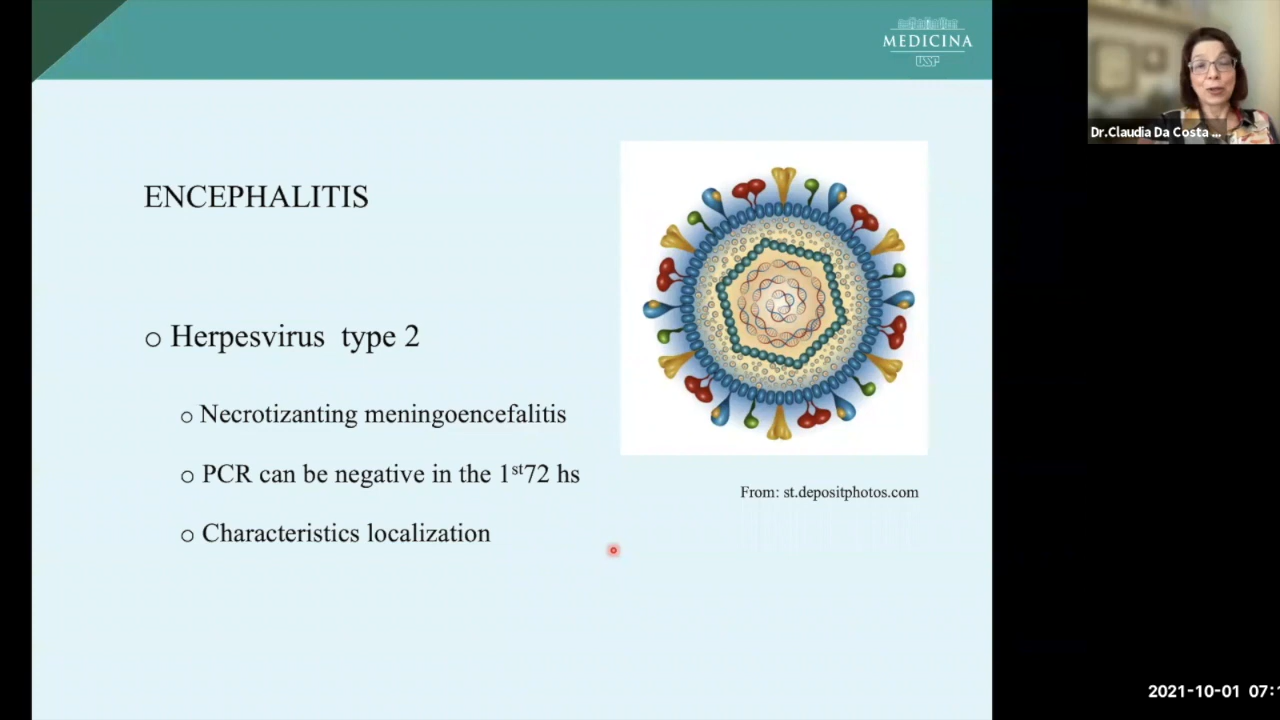 MEDICINA
USP
Dr.Claudia Da Costa ...
ENCEPHALITIS
o Herpesvirus type 2
o Necrotizanting meningoencefalitis
o PCR can be negative in the 1st72 hs
o Characteristics localization
From: st.depositphotos.com
2021-10-01 07: